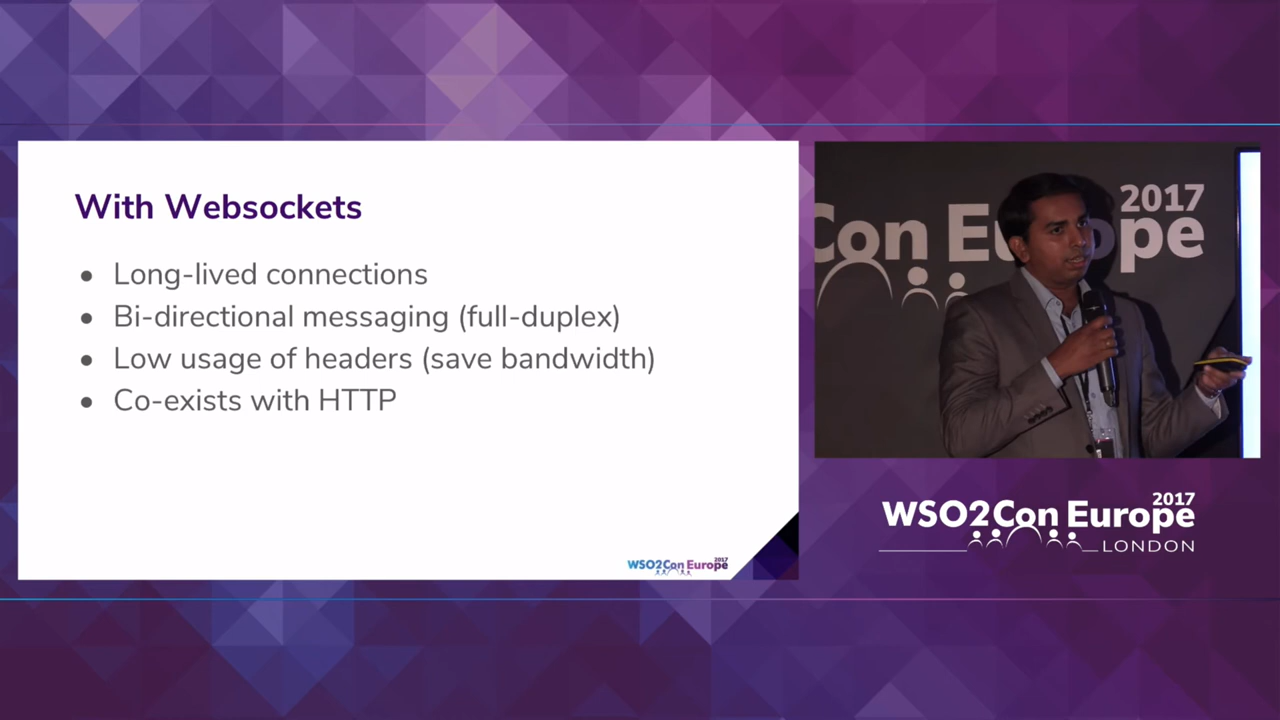 With Websockets
● Long-lived connections
● Bi-directional messaging (full-duplex)
● Low usage of headers (save bandwidth)
● Co-exists with HTTP
WSO2Con Europe 2017
2017
Con Europe
2017
WSO2Con Europe
LONDON